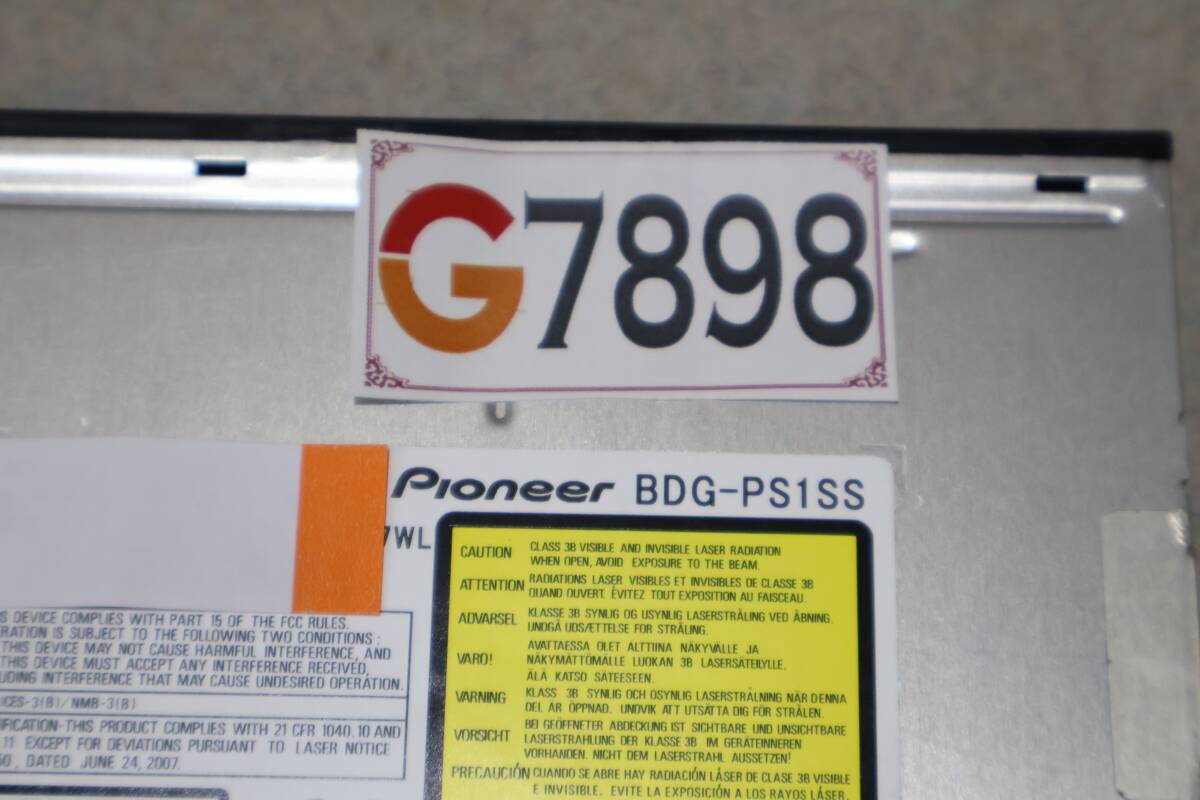 G7898
Pioneer BDG-PS1SS
7WL
CAUTION CLASS 3B VISIBLE AND INVISIBLE LASER RADIATION
WHEN OPEN, AVOID EXPOSURE TO THE BEAM.
ATTENTION RADIATIONS LASER VISIBLES ET INVISIBLES DE CLASSE 3B
QUAND OUVERT. ÉVITEZ TOUT EXPOSITION AU FAISCEAU.
ADVARSEL KLASSE 3B SYNLIG OG USYNLIG LASERSTRÅLING VED ÅBNING.
UNDGÅ UDSÆTTELSE FOR STRÅLING.
VARO! AVATTAESSA OLET ALTTIINA NÄKYVÄLLE JA
NÄKYMÄTTÖMÄLLE LUOKAN 3B LASERSÄTEILYLLE.
ÄLÄ KATSO SÄTEESEEN.
VARNING KLASS 3B SYNLIG OCH OSYNLIG LASERSTRÅLNING NÄR DENNA
DEL ÄR ÖPPNAD. UNDVIK ATT UTSÄTTA DIG FÖR STRÅLEN.
VORSICHT BEI GEÖFFNETER ABDECKUNG IST SICHTBARE UND UNSICHTBARE
LASERSTRAHLUNG DER KLASSE 3B IM GERÄTEINNEREN
VORHANDEN. NICHT DEM LASERSTRAHL AUSSETZEN!
PRECAUCIÓN CUANDO SE ABRE HAY RADIACIÓN LÁSER DE CLASE 3B VISIBLE
E INVISIBLE. EVITE LA EXPOSICIÓN A LOS RAYOS LÁSER.
S DEVICE COMPLIES WITH PART 15 OF THE FCC RULES.
ERATION IS SUBJECT TO THE FOLLOWING TWO CONDITIONS :
THIS DEVICE MAY NOT CAUSE HARMFUL INTERFERENCE, AND
THIS DEVICE MUST ACCEPT ANY INTERFERENCE RECEIVED,
UDING INTERFERENCE THAT MAY CAUSE UNDESIRED OPERATION.
ICES-3(B)/NMB-3(B)
IFICATION-THIS PRODUCT COMPLIES WITH 21 CFR 1040.10 AND
.11 EXCEPT FOR DEVIATIONS PURSUANT TO LASER NOTICE
50, DATED JUNE 24, 2007.